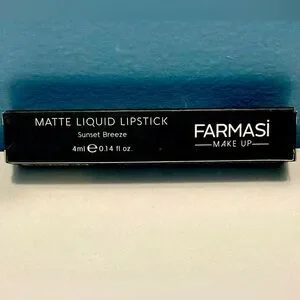 MATTE LIQUID LIPSTICK
Sunset Breeze
4ml ℮ 0.14 fl oz.
FARMASi
MAKE UP